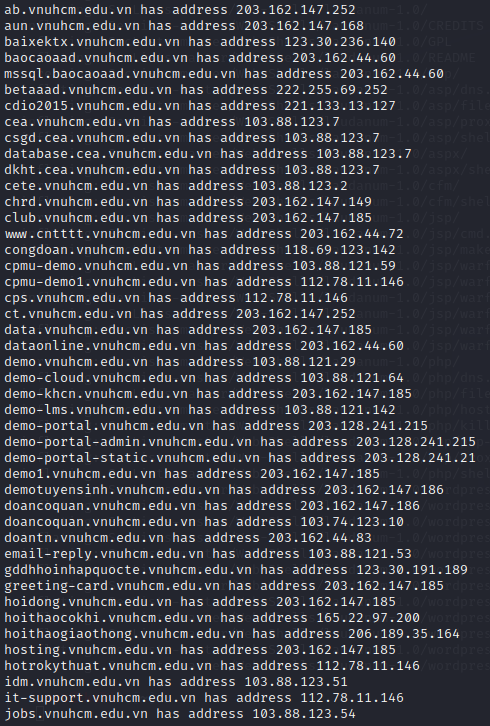 ab.vnuhcm.edu.vn has address 203.162.147.252
aun.vnuhcm.edu.vn has address 203.162.147.168
baixektx.vnuhcm.edu.vn has address 123.30.236.140
baocaoaad.vnuhcm.edu.vn has address 203.162.44.60
mssql.baocaoaad.vnuhcm.edu.vn has address 203.162.44.60
betaaad.vnuhcm.edu.vn has address 222.255.69.252
cdio2015.vnuhcm.edu.vn has address 221.133.13.127
cea.vnuhcm.edu.vn has address 103.88.123.7
csgd.cea.vnuhcm.edu.vn has address 103.88.123.7
database.cea.vnuhcm.edu.vn has address 103.88.123.7
dkht.cea.vnuhcm.edu.vn has address 103.88.123.7
cete.vnuhcm.edu.vn has address 103.88.123.2
chrd.vnuhcm.edu.vn has address 203.162.147.149
club.vnuhcm.edu.vn has address 203.162.147.185
www.cntttt.vnuhcm.edu.vn has address 203.162.44.72
congdoan.vnuhcm.edu.vn has address 118.69.123.142
cpmu-demo.vnuhcm.edu.vn has address 103.88.121.59
cpmu-demo1.vnuhcm.edu.vn has address 112.78.11.146
cps.vnuhcm.edu.vn has address 112.78.11.146
ct.vnuhcm.edu.vn has address 203.162.147.252
data.vnuhcm.edu.vn has address 203.162.147.185
dataonline.vnuhcm.edu.vn has address 203.162.44.60
demo.vnuhcm.edu.vn has address 103.88.121.29
demo-cloud.vnuhcm.edu.vn has address 103.88.121.64
demo-khcn.vnuhcm.edu.vn has address 203.162.147.185
demo-lms.vnuhcm.edu.vn has address 103.88.121.142
demo-portal.vnuhcm.edu.vn has address 203.128.241.215
demo-portal-admin.vnuhcm.edu.vn has address 203.128.241.215
demo-portal-static.vnuhcm.edu.vn has address 203.128.241.21
demo1.vnuhcm.edu.vn has address 203.162.147.185
demotuyensinh.vnuhcm.edu.vn has address 203.162.147.186
doancoquan.vnuhcm.edu.vn has address 203.162.147.186
doancoquan.vnuhcm.edu.vn has address 103.74.123.10
doantn.vnuhcm.edu.vn has address 203.162.44.83
email-reply.vnuhcm.edu.vn has address 103.88.121.53
gddhhoinhapquocte.vnuhcm.edu.vn has address 123.30.191.189
greeting-card.vnuhcm.edu.vn has address 203.162.147.185
hoidong.vnuhcm.edu.vn has address 203.162.147.185
hoithaocokhi.vnuhcm.edu.vn has address 165.22.97.200
hoithaogiaothong.vnuhcm.edu.vn has address 206.189.35.164
hosting.vnuhcm.edu.vn has address 203.162.147.185
hotrokythuat.vnuhcm.edu.vn has address 112.78.11.146
idm.vnuhcm.edu.vn has address 103.88.123.51
it-support.vnuhcm.edu.vn has address 112.78.11.146
jobs.vnuhcm.edu.vn has address 103.88.123.54